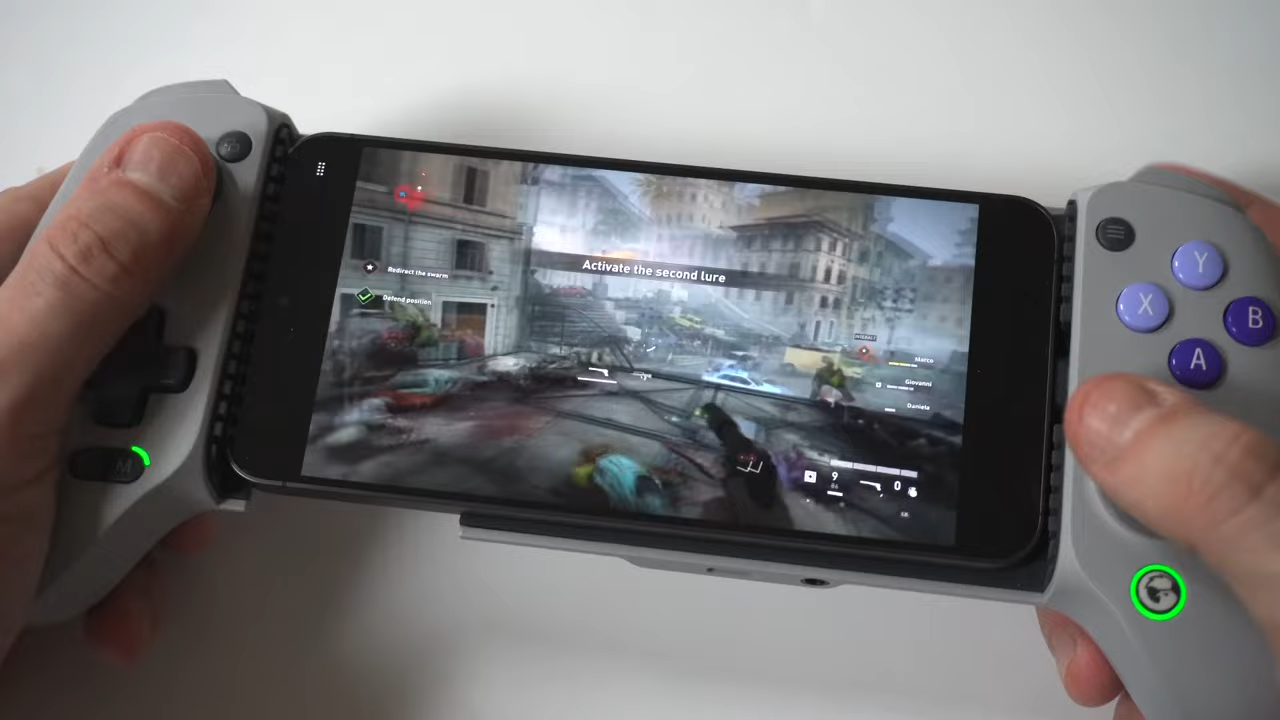 Activate the second lure
Redirect the swarm
Defend position
Marco
Giovanni
Daniela
9
0
Y
X
B
A
M